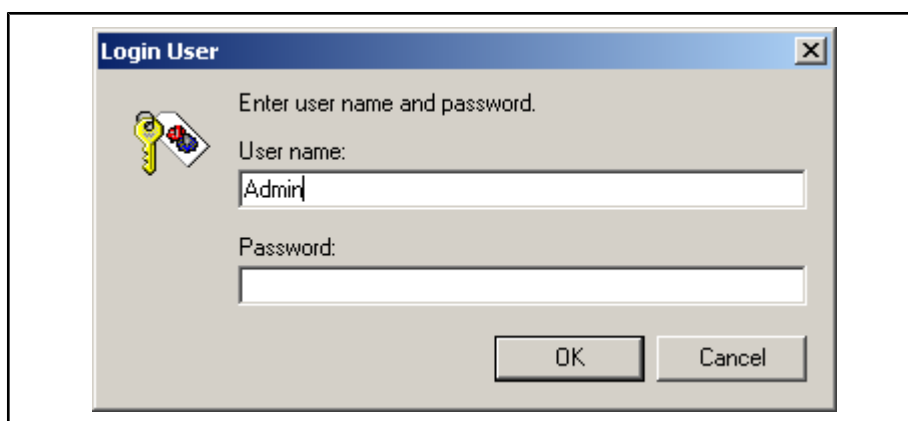 Login User
Enter user name and password.
User name:
Admin
Password:
OK Cancel